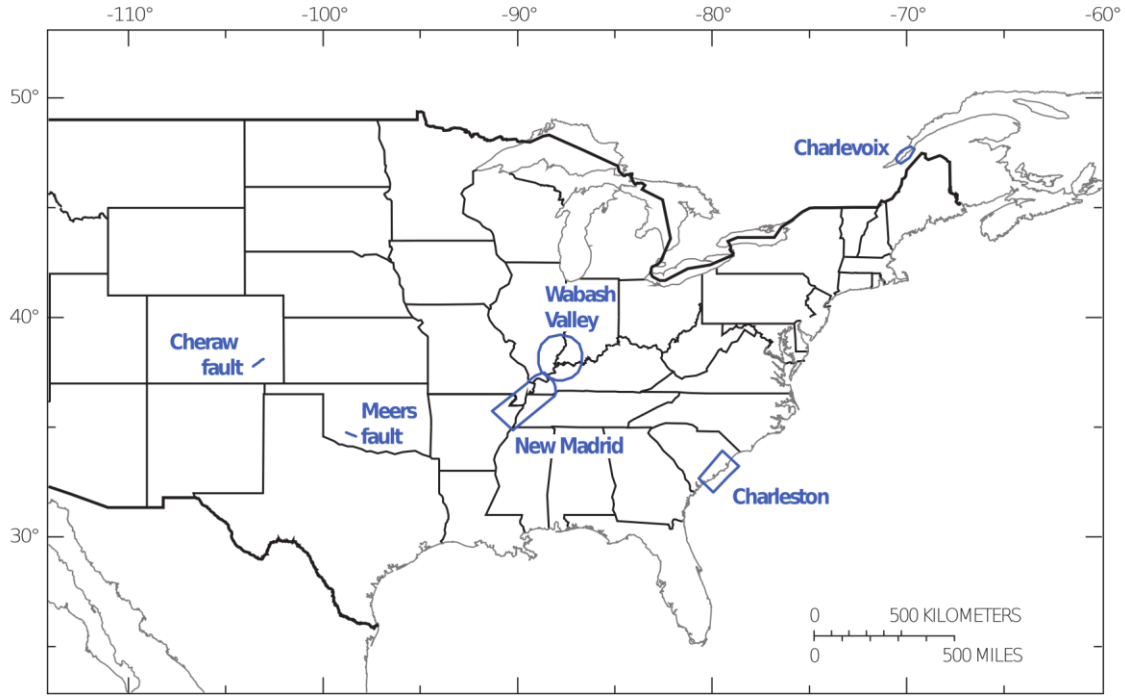 -110° -100° -90° -80° -70° -60°
50°
Charlevoix
40°
Wabash
Valley
Cheraw
fault
Meers
fault
New Madrid
Charleston
30°
0 500 KILOMETERS
0 500 MILES